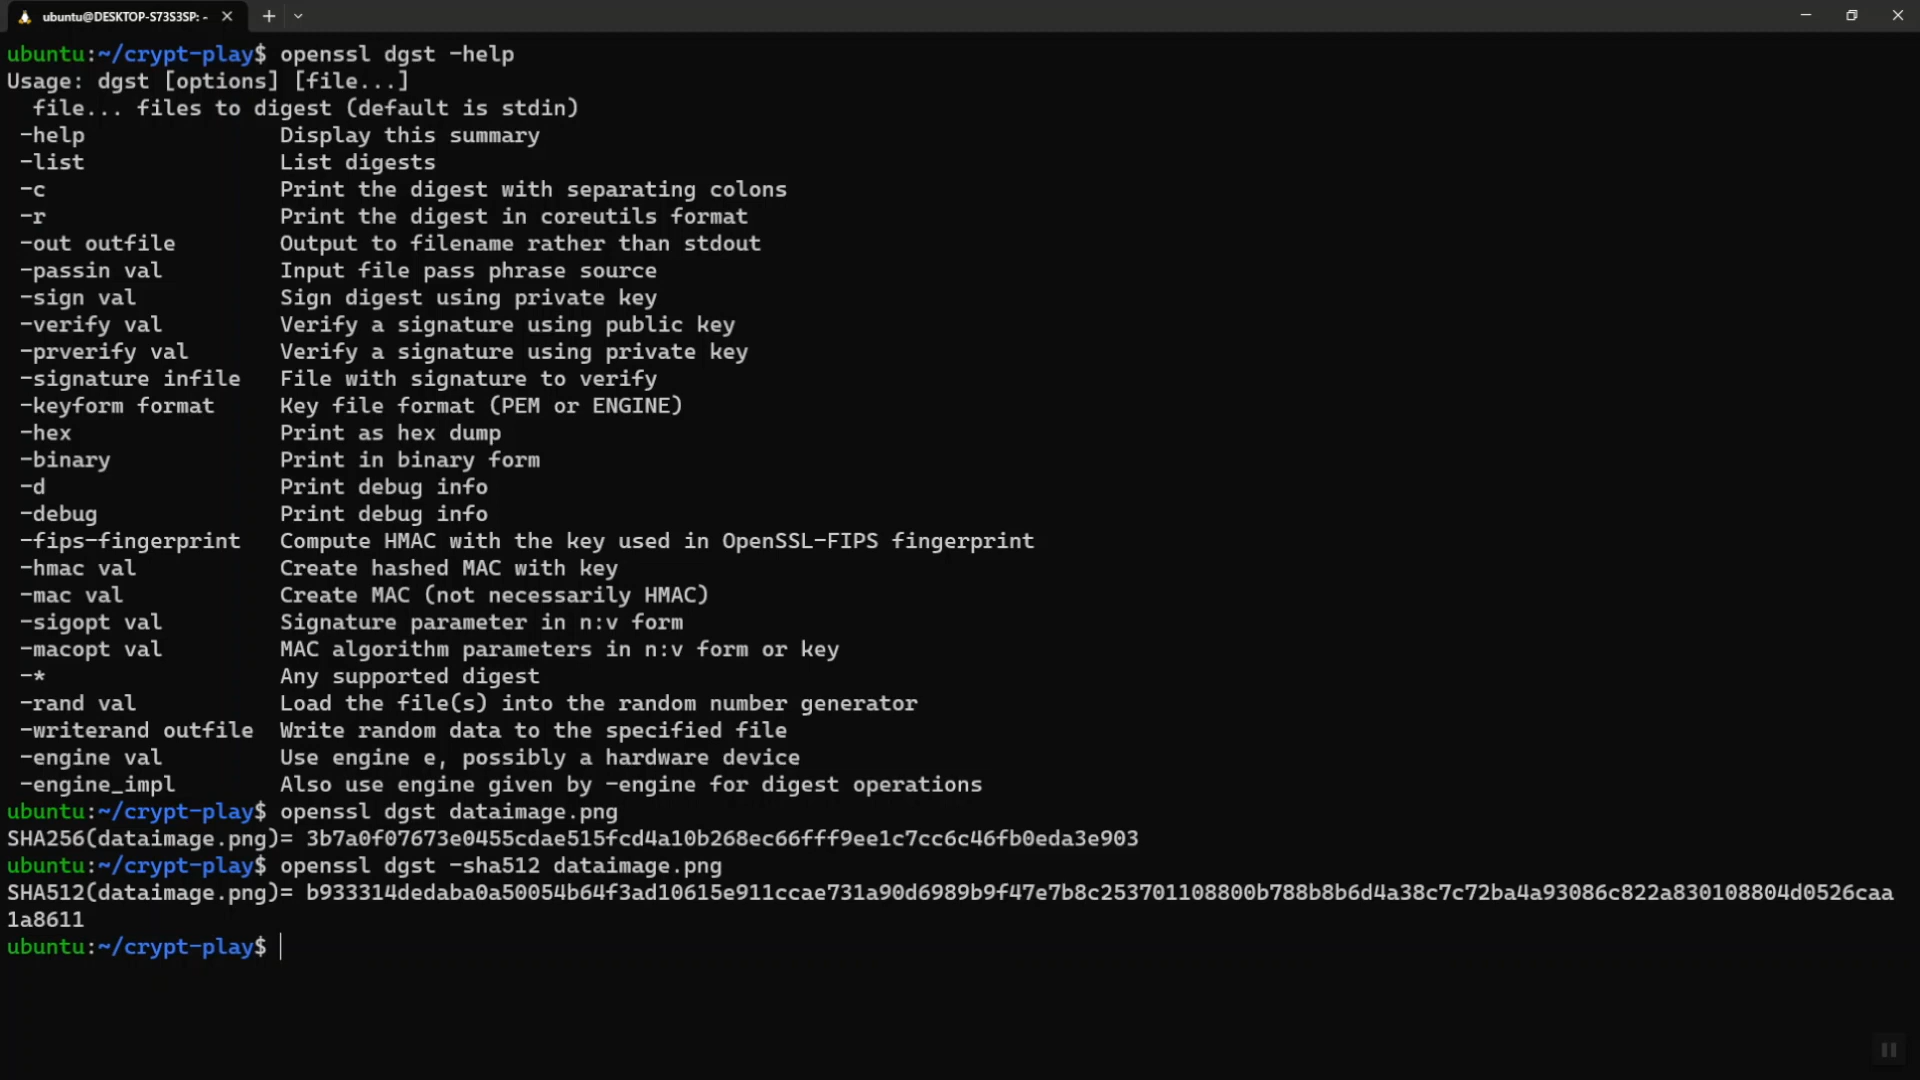 ubuntu@DESKTOP-S73S3SP: ~
ubuntu:~/crypt-play$ openssl dgst -help
Usage: dgst [options] [file...]
  file... files to digest (default is stdin)
 -help               Display this summary
 -list               List digests
 -c                  Print the digest with separating colons
 -r                  Print the digest in coreutils format
 -out outfile        Output to filename rather than stdout
 -passin val         Input file pass phrase source
 -sign val           Sign digest using private key
 -verify val         Verify a signature using public key
 -prverify val       Verify a signature using private key
 -signature infile   File with signature to verify
 -keyform format     Key file format (PEM or ENGINE)
 -hex                Print as hex dump
 -binary             Print in binary form
 -d                  Print debug info
 -debug              Print debug info
 -fips-fingerprint   Compute HMAC with the key used in OpenSSL-FIPS fingerprint
 -hmac val           Create hashed MAC with key
 -mac val            Create MAC (not necessarily HMAC)
 -sigopt val         Signature parameter in n:v form
 -macopt val         MAC algorithm parameters in n:v form or key
 -*                  Any supported digest
 -rand val           Load the file(s) into the random number generator
 -writerand outfile  Write random data to the specified file
 -engine val         Use engine e, possibly a hardware device
 -engine_impl        Also use engine given by -engine for digest operations
ubuntu:~/crypt-play$ openssl dgst dataimage.png
SHA256(dataimage.png)= 3b7a0f07673e0455cdae515fcd4a10b268ec66fff9ee1c7cc6c46fb0eda3e903
ubuntu:~/crypt-play$ openssl dgst -sha512 dataimage.png
SHA512(dataimage.png)= b933314dedaba0a50054b64f3ad10615e911ccae731a90d6989b9f47e7b8c253701108800b788b8b6d4a38c7c72ba4a93086c822a830108804d0526caa
1a8611
ubuntu:~/crypt-play$